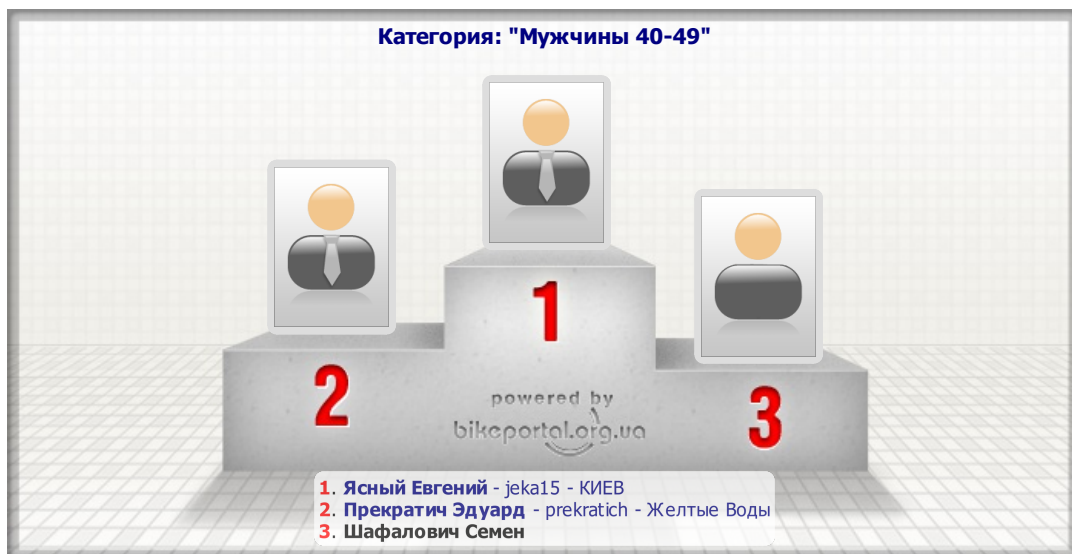 Категория: "Мужчины 40-49"
1
2
3
powered by
bikeportal.org.ua
1. Ясный Евгений - jeka15 - КИЕВ
2. Прекратич Эдуард - prekratich - Желтые Воды
3. Шафалович Семен